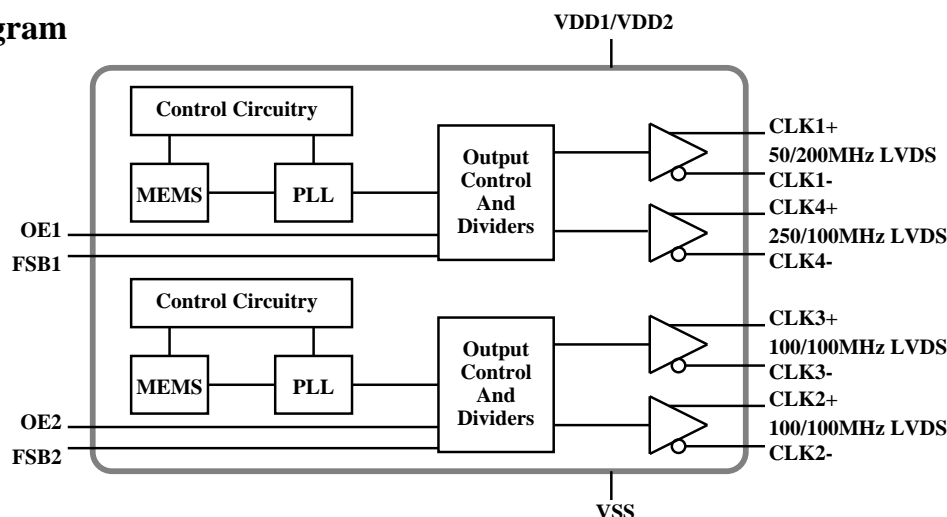 gram
VDD1/VDD2
Control Circuitry
MEMS
PLL
Output
Control
And
Dividers
CLK1+
50/200MHz LVDS
CLK1-
CLK4+
250/100MHz LVDS
CLK4-
OE1
FSB1
Control Circuitry
MEMS
PLL
Output
Control
And
Dividers
CLK3+
100/100MHz LVDS
CLK3-
CLK2+
100/100MHz LVDS
CLK2-
OE2
FSB2
VSS